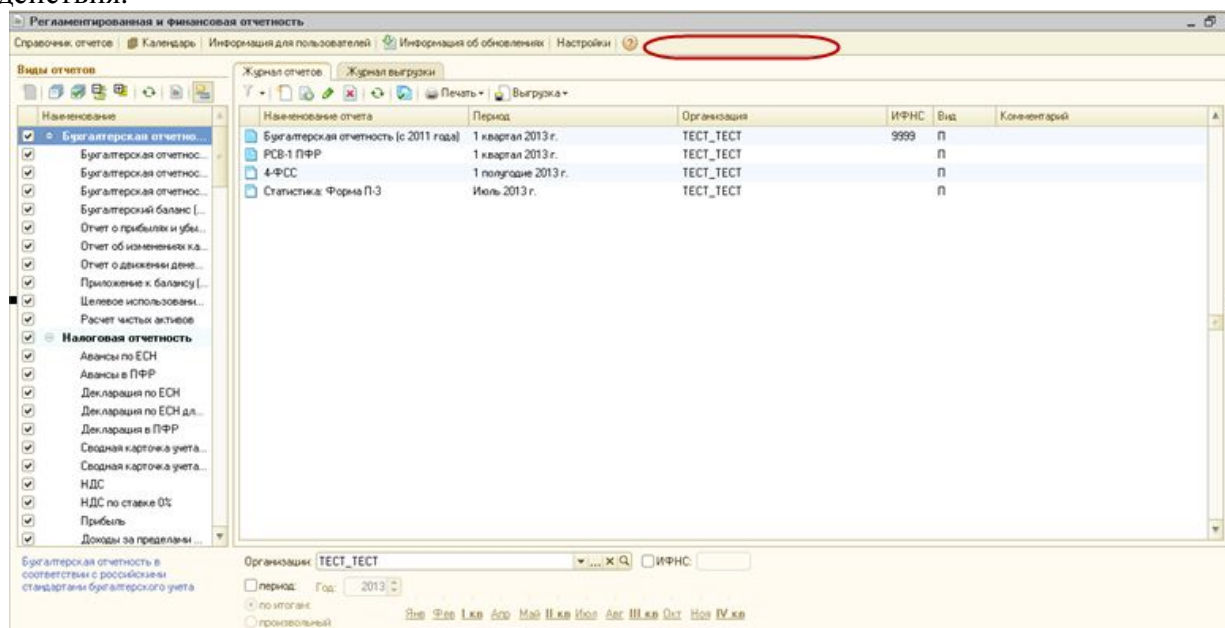 действия.
Регламентированная и финансовая отчетность
Справочник отчетов Календарь Информация для пользователей Информация об обновлениях Настройки
Виды отчетов
Журнал отчетов Журнал выгрузки
Печать Выгрузка
Наименование
Наименование отчета Период Организация ИФНС Вид Комментарий
Бухгалтерская отчетно...
Бухгалтерская отчетность (с 2011 года) 1 квартал 2013 г. ТЕСТ_ТЕСТ 9999 П
Бухгалтерская отчетнос...
РСВ-1 ПФР 1 квартал 2013 г. ТЕСТ_ТЕСТ П
Бухгалтерская отчетнос...
4-ФСС 1 полугодие 2013 г. ТЕСТ_ТЕСТ П
Бухгалтерская отчетнос...
Статистика: Форма П-3 Июль 2013 г. ТЕСТ_ТЕСТ П
Бухгалтерский баланс (...
Отчет о прибылях и убы...
Отчет об изменениях ка...
Отчет о движении дене...
Приложение к балансу (...
Целевое использовани...
Расчет чистых активов
Налоговая отчетность
Авансы по ЕСН
Авансы в ПФР
Декларация по ЕСН
Декларация по ЕСН дл...
Декларация в ПФР
Сводная карточка учета...
Сводная карточка учета...
НДС
НДС по ставке 0%
Прибыль
Доходы за пределами ...
Бухгалтерская отчетность в
соответствии с российскими
стандартами бухгалтерского учета
Организации: ТЕСТ_ТЕСТ ИФНС:
период: Год: 2013
по итогам:
произвольный
Янв Фев I кв Апр Май II кв Июл Авг III кв Окт Ноя IV кв